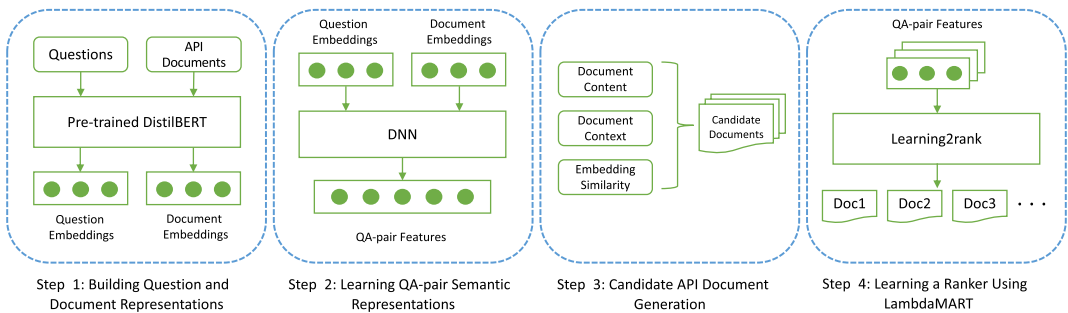 Questions
API
Documents
Pre-trained DistilBERT
Question
Embeddings
Document
Embeddings
Step 1: Building Question and
Document Representations
Question
Embeddings
Document
Embeddings
DNN
QA-pair Features
Step 2: Learning QA-pair Semantic
Representations
Document
Content
Document
Context
Embedding
Similarity
Candidate
Documents
Step 3: Candidate API Document
Generation
QA-pair Features
Learning2rank
Doc1
Doc2
Doc3
· · ·
Step 4: Learning a Ranker Using
LambdaMART